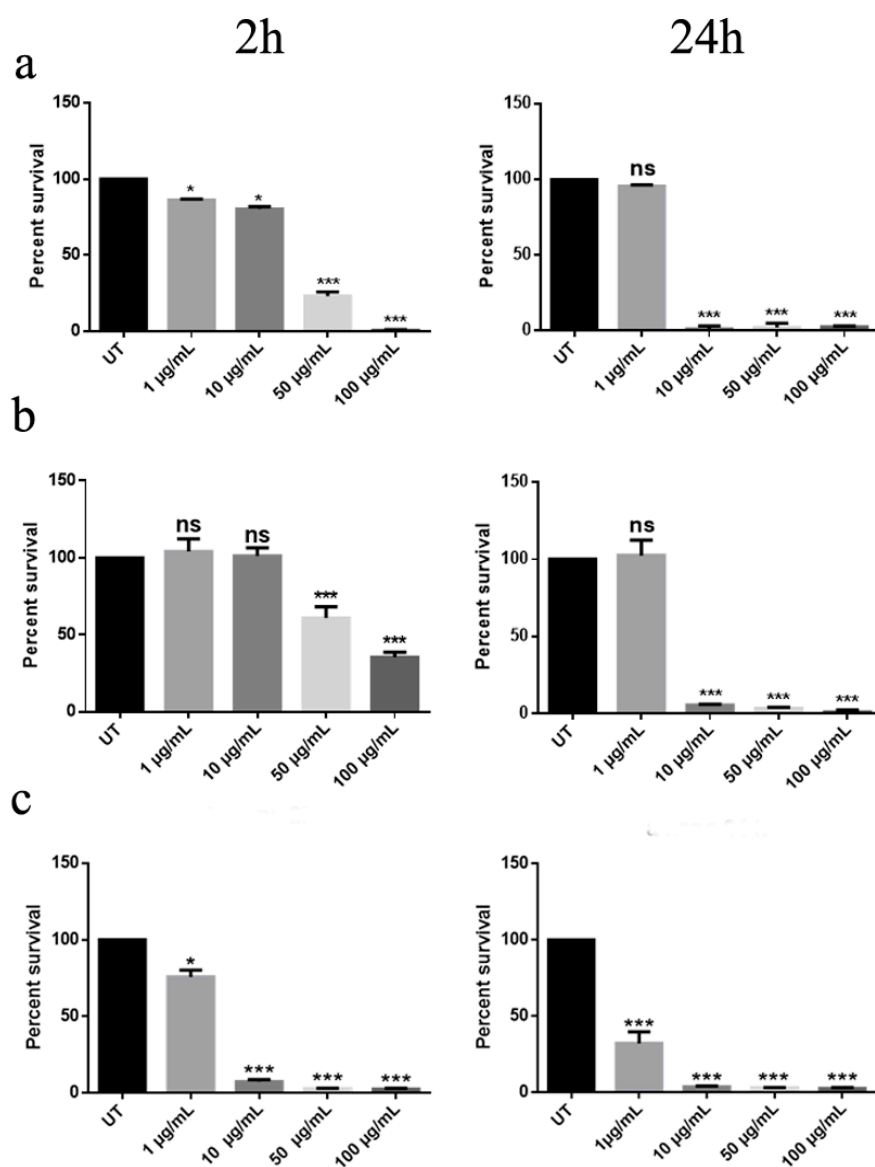 2h 24h
a
150
100
50
0
Percent survival
* * *** ***
UT 1 µg/mL 10 µg/mL 50 µg/mL 100 µg/mL
150
100
50
0
Percent survival
ns *** *** ***
UT 1 µg/mL 10 µg/mL 50 µg/mL 100 µg/mL
b
150
100
50
0
Percent survival
ns ns *** ***
UT 1 µg/mL 10 µg/mL 50 µg/mL 100 µg/mL
150
100
50
0
Percent survival
ns *** *** ***
UT 1 µg/mL 10 µg/mL 50 µg/mL 100 µg/mL
c
150
100
50
0
Percent survival
* *** *** ***
UT 1 µg/mL 10 µg/mL 50 µg/mL 100 µg/mL
150
100
50
0
Percent survival
*** *** *** ***
UT 1µg/mL 10 µg/mL 50 µg/mL 100 µg/mL